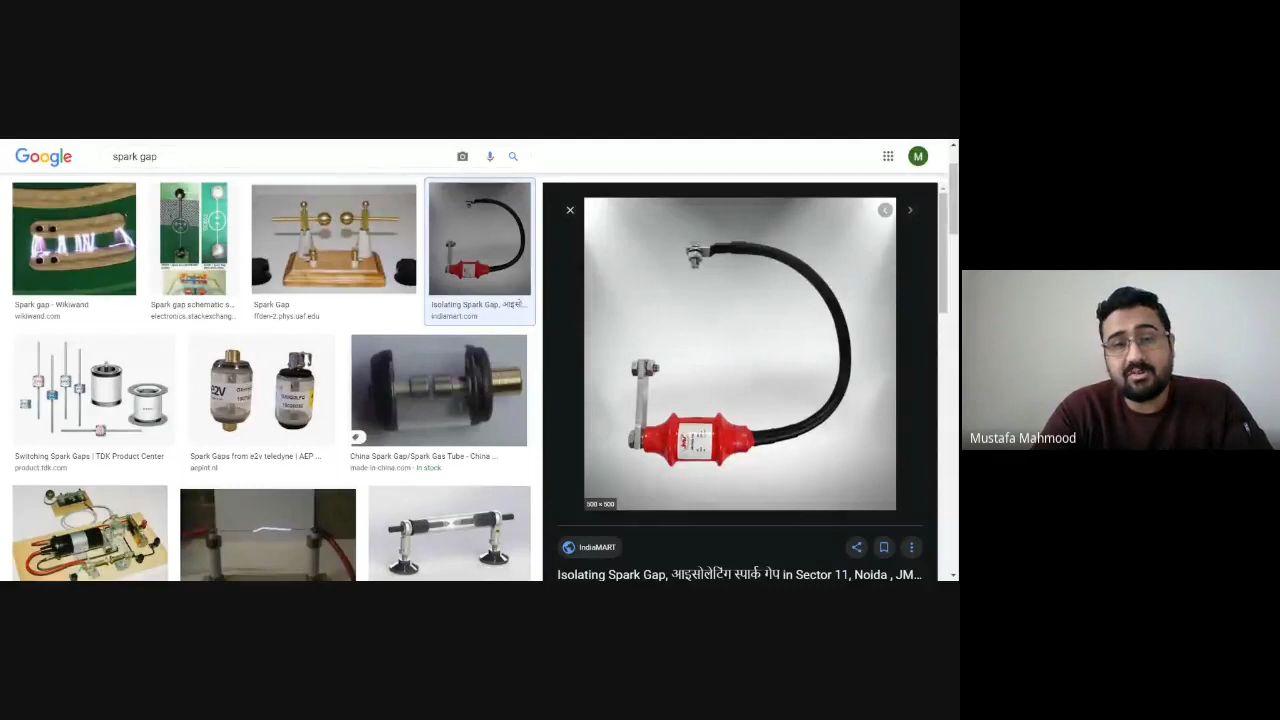 Google
spark gap
M
Spark gap - Wikiwand
wikiwand.com
Spark gap schematic s...
electronics.stackexchang...
Spark Gap
ffden-2.phys.uaf.edu
Isolating Spark Gap, आइसो...
indiamart.com
e2V
Switching Spark Gaps | TDK Product Center
product.tdk.com
Spark Gaps from e2v teledyne | AEP ...
aepint.nl
China Spark Gap/Spark Gas Tube - China ...
made-in-china.com - In stock
500 × 500
IndiaMART
Isolating Spark Gap, आइसोलेटिंग स्पार्क गेप in Sector 11, Noida , JM...
Mustafa Mahmood